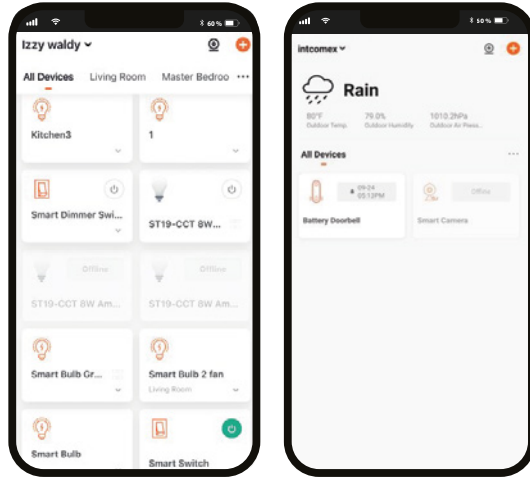 60%
Izzy waldy
All Devices Living Room Master Bedroo ...
Kitchen3
1
Smart Dimmer Swi...
ST19-CCT 8W...
Offline
Offline
ST19-CCT 8W Am...
ST19-CCT 8W Am...
Smart Bulb Gr...
Smart Bulb 2 fan
Living Room
Smart Bulb
Smart Switch
50%
intcomex
Rain
80°F 79.0% 1010.2hPa
Outdoor Temp. Outdoor Humidity Outdoor Air Press...
All Devices ...
09-24
05:12PM
Battery Doorbell
Offline
Smart Camera